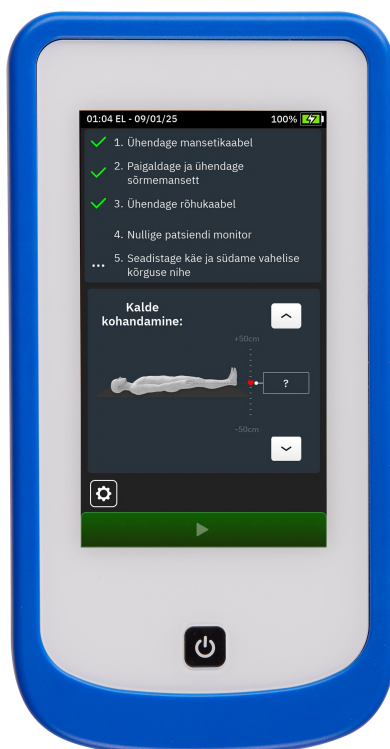 01:04 EL - 09/01/25 100%
1. Ühendage mansetikaabel
2. Paigaldage ja ühendage
sõrmemansett
3. Ühendage rõhukaabel
4. Nullige patsiendi monitor
5. Seadistage käe ja südame vahelise
kõrguse nihe
Kalde
kohandamine:
+50cm
?
-50cm